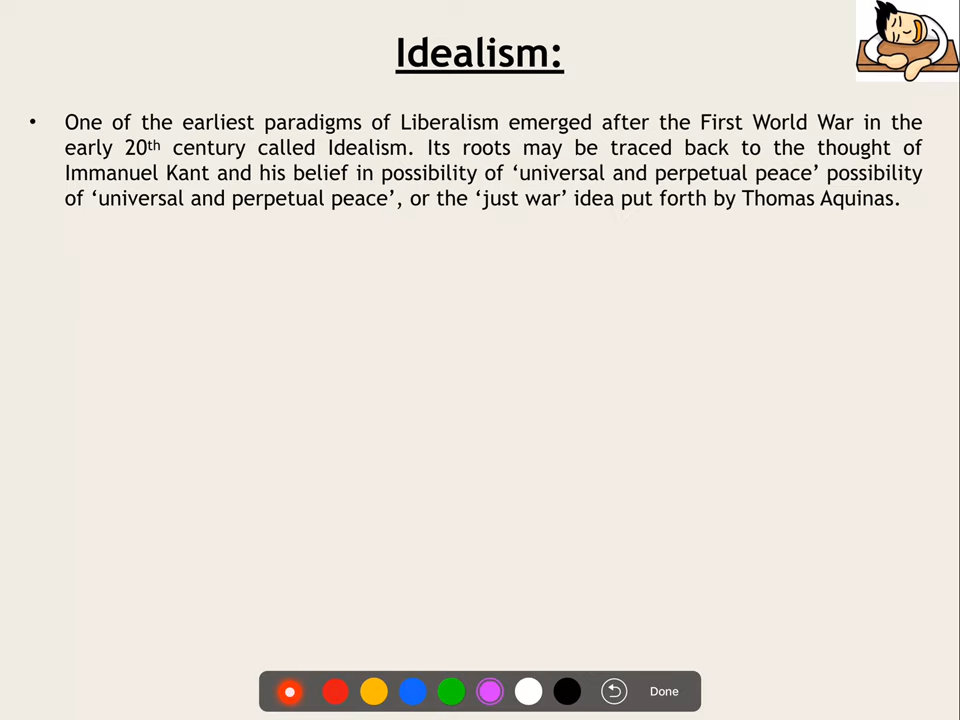 Idealism:
• One of the earliest paradigms of Liberalism emerged after the First World War in the
early 20th century called Idealism. Its roots may be traced back to the thought of
Immanuel Kant and his belief in possibility of ‘universal and perpetual peace’ possibility
of ‘universal and perpetual peace’, or the ‘just war’ idea put forth by Thomas Aquinas.
Done